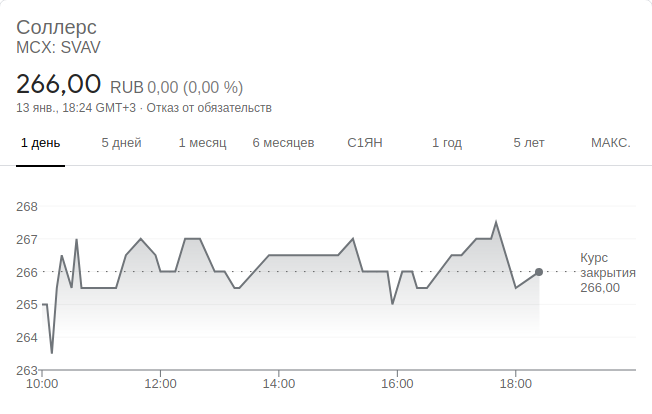 Соллерс
MCX: SVAV
266,00 RUB 0,00 (0,00 %)
13 янв., 18:24 GMT+3 · Отказ от обязательств
1 день 5 дней 1 месяц 6 месяцев С1ЯН 1 год 5 лет МАКС.
268
267
266
265
264
263
Курс
закрытия
266,00
10:00 12:00 14:00 16:00 18:00